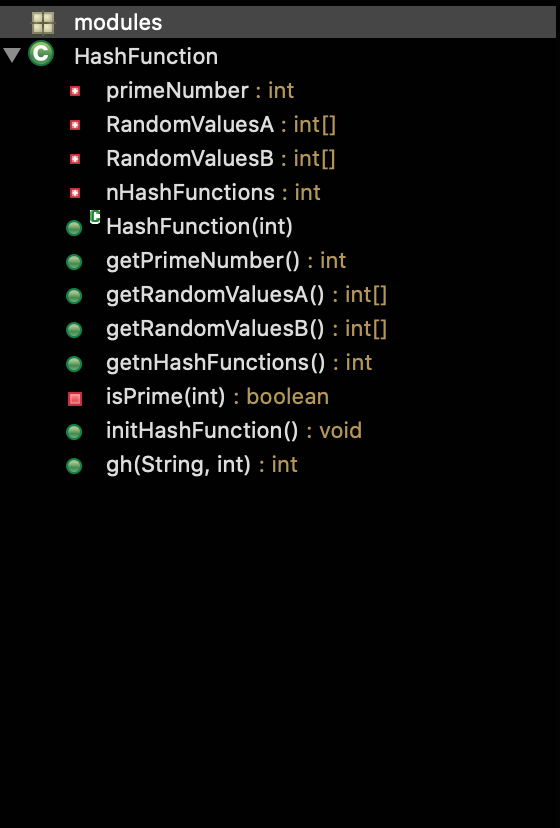 modules
C HashFunction
primeNumber : int
RandomValuesA : int[]
RandomValuesB : int[]
nHashFunctions : int
C HashFunction(int)
getPrimeNumber() : int
getRandomValuesA() : int[]
getRandomValuesB() : int[]
getnHashFunctions() : int
isPrime(int) : boolean
initHashFunction() : void
gh(String, int) : int